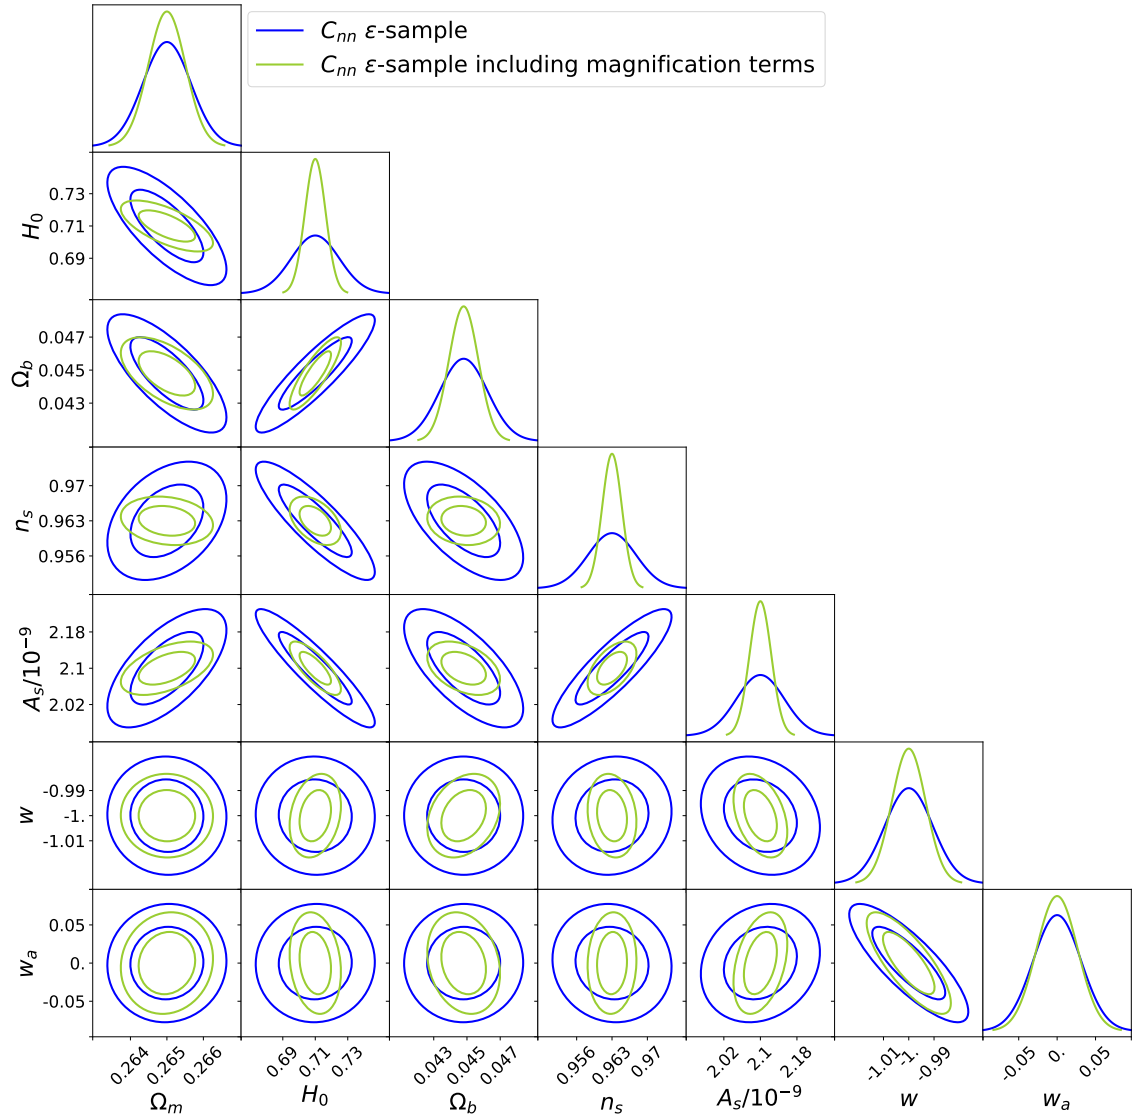 C_{nn} ε-sample
C_{nn} ε-sample including magnification terms
H_0
0.73
0.71
0.69
Ω_b
0.047
0.045
0.043
n_s
0.97
0.963
0.956
A_s/10^{-9}
2.18
2.1
2.02
w
-0.99
-1
-1.01
w_a
0.05
0.
-0.05
0.264 0.265 0.266 0.69 0.71 0.73 0.043 0.045 0.047 0.956 0.963 0.97 2.02 2.1 2.18 -1.01 -1. -0.99 -0.05 0. 0.05
Ω_m H_0 Ω_b n_s A_s/10^{-9} w w_a